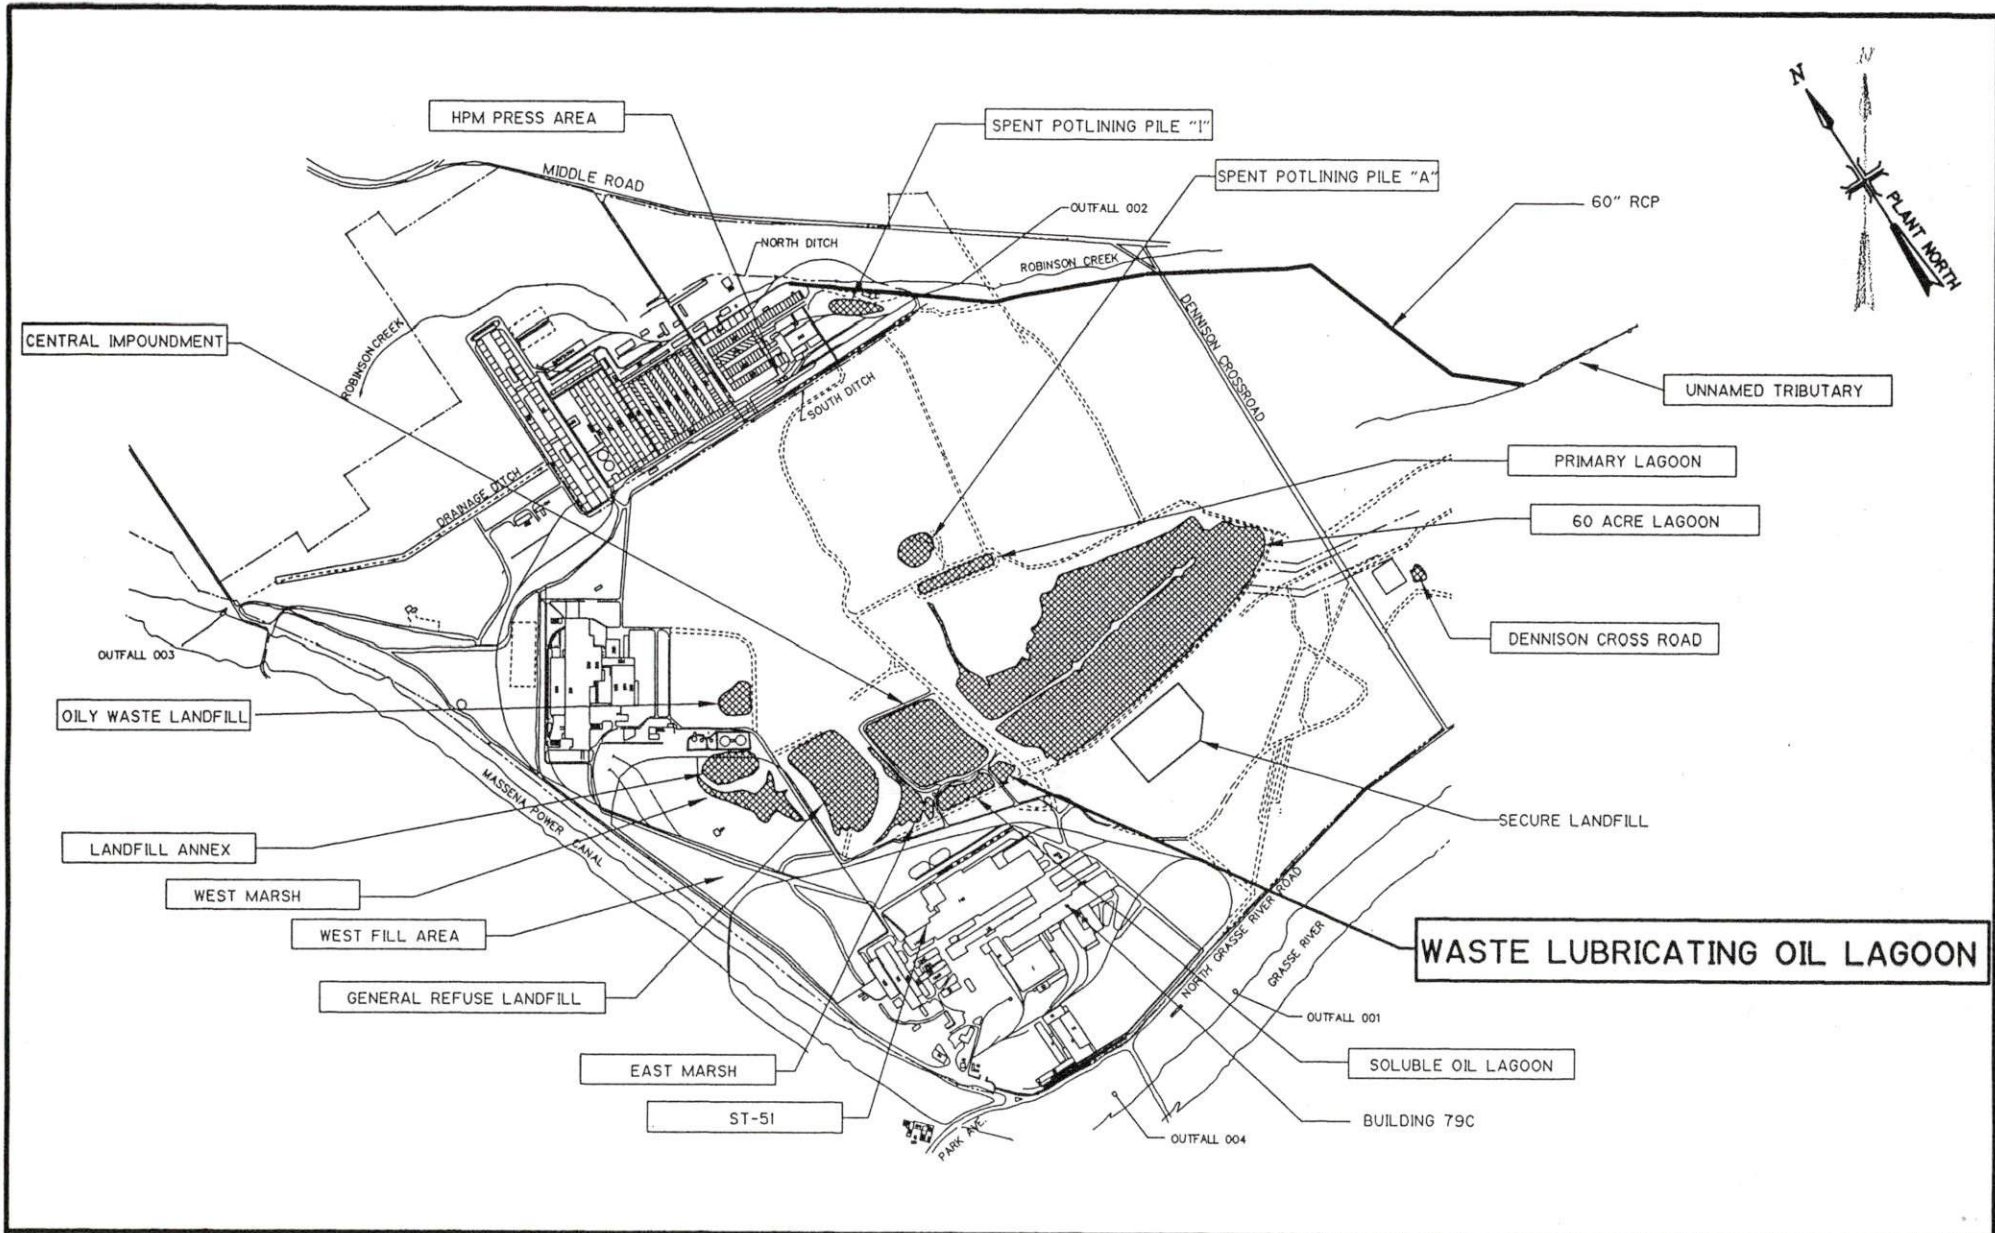 N
N
PLANT NORTH
HPM PRESS AREA
SPENT POTLINING PILE "I"
MIDDLE ROAD
SPENT POTLINING PILE "A"
60" RCP
OUTFALL 002
NORTH DITCH
ROBINSON CREEK
ROBINSON CREEK
CENTRAL IMPOUNDMENT
DENNISON CROSSROAD
UNNAMED TRIBUTARY
SOUTH DITCH
PRIMARY LAGOON
DRAINAGE DITCH
60 ACRE LAGOON
OUTFALL 003
DENNISON CROSS ROAD
OILY WASTE LANDFILL
MASSENA POWER CANAL
SECURE LANDFILL
LANDFILL ANNEX
WEST MARSH
WEST FILL AREA
WASTE LUBRICATING OIL LAGOON
NORTH GRASSE RIVER ROAD
GRASSE RIVER
GENERAL REFUSE LANDFILL
OUTFALL 001
EAST MARSH
SOLUBLE OIL LAGOON
ST-51
BUILDING 79C
OUTFALL 004
PARK AVE.